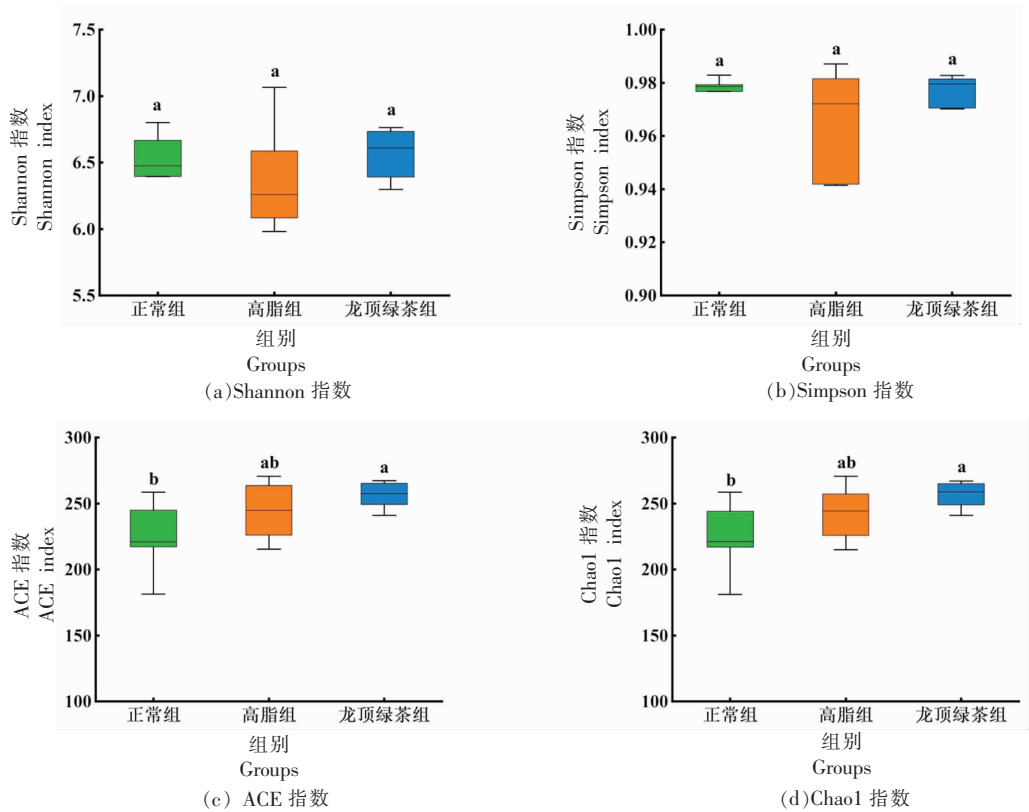 Shannon 指数
Shannon index
7.5
7.0
6.5
6.0
5.5
a
a
a
正常组
高脂组
龙顶绿茶组
组别
Groups
(a)Shannon 指数
Simpson 指数
Simpson index
1.00
0.98
0.96
0.94
0.92
0.90
a
a
a
正常组
高脂组
龙顶绿茶组
组别
Groups
(b)Simpson 指数
ACE 指数
ACE index
300
250
200
150
100
b
ab
a
正常组
高脂组
龙顶绿茶组
组别
Groups
(c) ACE 指数
Chao1 指数
Chao1 index
300
250
200
150
100
b
ab
a
正常组
高脂组
龙顶绿茶组
组别
Groups
(d)Chao1 指数